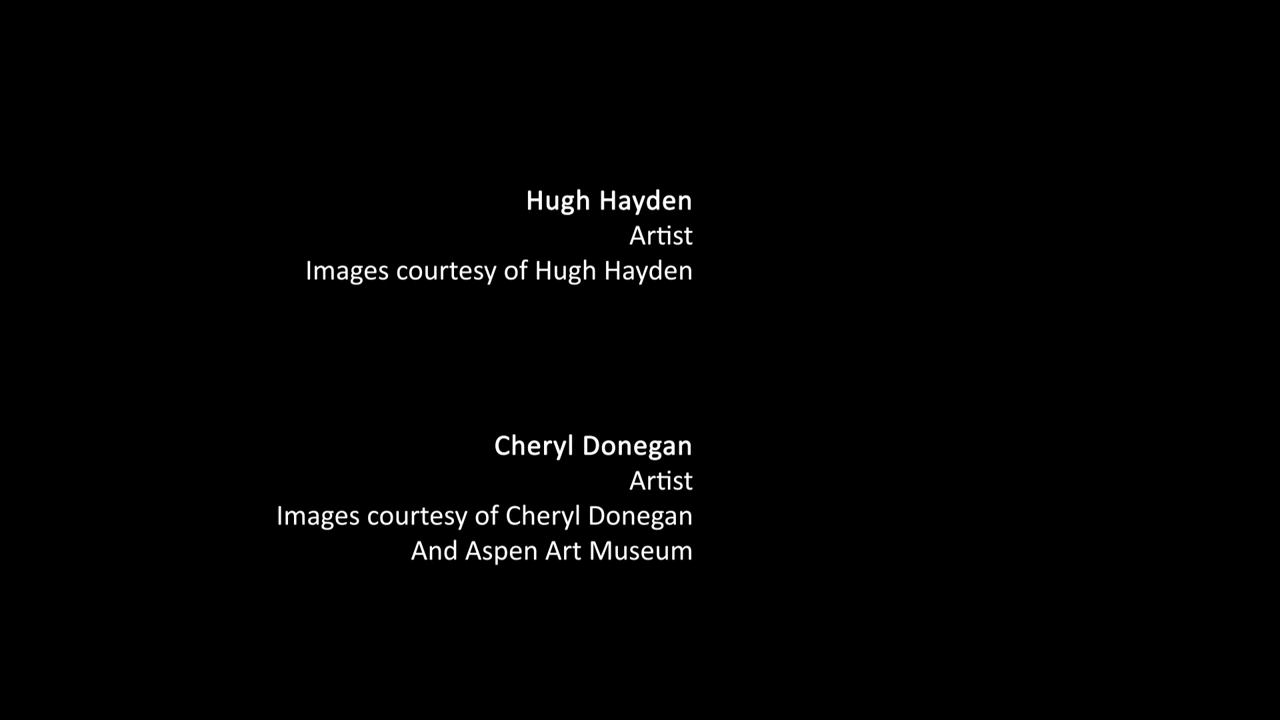 Hugh Hayden
Artist
Images courtesy of Hugh Hayden
Cheryl Donegan
Artist
Images courtesy of Cheryl Donegan
And Aspen Art Museum